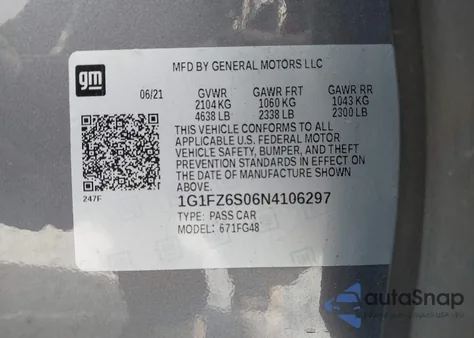 gm
MFD BY GENERAL MOTORS LLC
06/21 GVWR GAWR FRT GAWR RR
2104 KG 1060 KG 1043 KG
4638 LB 2338 LB 2300 LB
THIS VEHICLE CONFORMS TO ALL
APPLICABLE U.S. FEDERAL MOTOR
VEHICLE SAFETY, BUMPER, AND THEFT
PREVENTION STANDARDS IN EFFECT ON
THE DATE OF MANUFACTURE SHOWN
ABOVE.
247F
1G1FZ6S06N4106297
TYPE: PASS CAR
MODEL: 671FG48
autaSnap